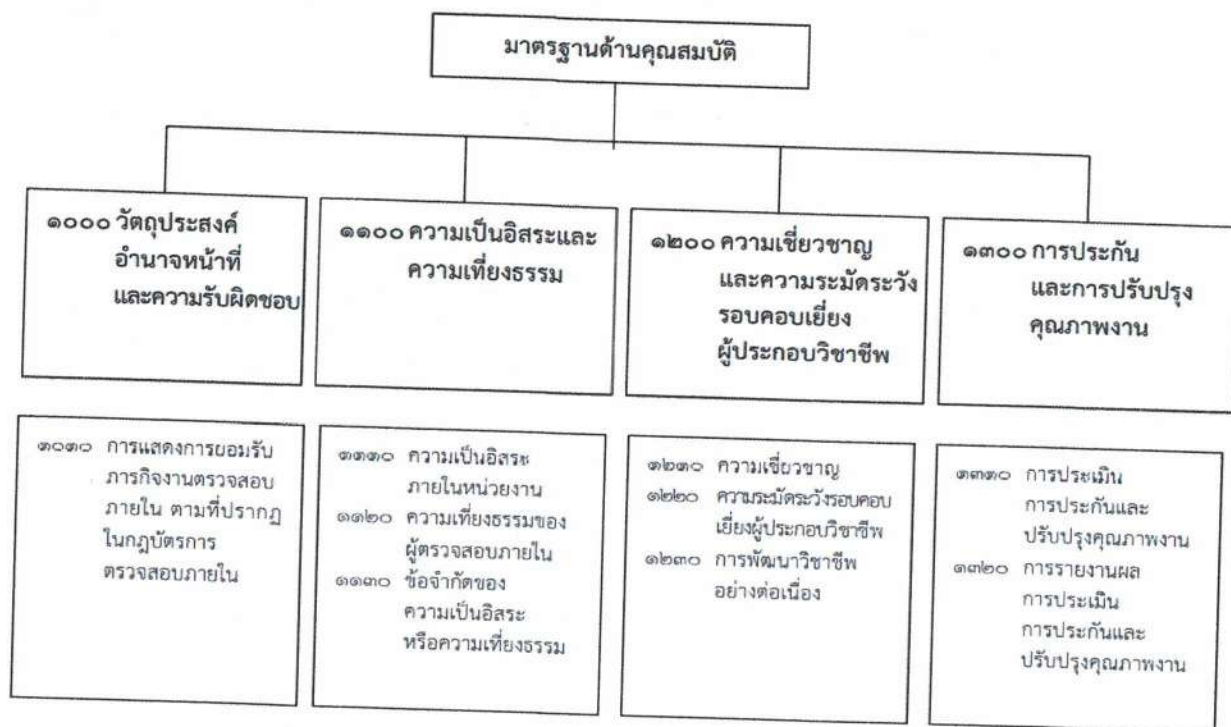 มาตรฐานด้านคุณสมบัติ
๑๐๐๐ วัตถุประสงค์
อำนาจหน้าที่
และความรับผิดชอบ
๑๑๐๐ ความเป็นอิสระและ
ความเที่ยงธรรม
๑๒๐๐ ความเชี่ยวชาญ
และความระมัดระวัง
รอบคอบเยี่ยง
ผู้ประกอบวิชาชีพ
๑๓๐๐ การประกัน
และการปรับปรุง
คุณภาพงาน
๑๐๑๐ การแสดงการยอมรับ
ภารกิจงานตรวจสอบ
ภายใน ตามที่ปรากฏ
ในกฎบัตรการ
ตรวจสอบภายใน
๑๑๑๐ ความเป็นอิสระ
ภายในหน่วยงาน
๑๑๒๐ ความเที่ยงธรรมของ
ผู้ตรวจสอบภายใน
๑๑๓๐ ข้อจำกัดของ
ความเป็นอิสระ
หรือความเที่ยงธรรม
๑๒๑๐ ความเชี่ยวชาญ
๑๒๒๐ ความระมัดระวังรอบคอบ
เยี่ยงผู้ประกอบวิชาชีพ
๑๒๓๐ การพัฒนาวิชาชีพ
อย่างต่อเนื่อง
๑๓๑๐ การประเมิน
การประกันและ
ปรับปรุงคุณภาพงาน
๑๓๒๐ การรายงานผล
การประเมิน
การประกันและ
ปรับปรุงคุณภาพงาน